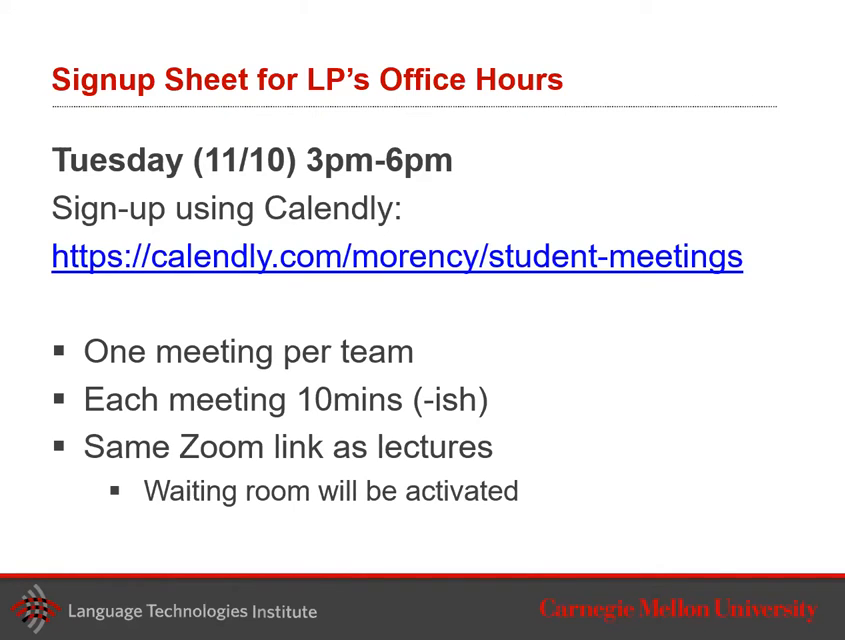 Signup Sheet for LP's Office Hours
Tuesday (11/10) 3pm-6pm
Sign-up using Calendly:
https://calendly.com/morency/student-meetings
▪ One meeting per team
▪ Each meeting 10mins (-ish)
▪ Same Zoom link as lectures
▪ Waiting room will be activated
Language Technologies Institute
Carnegie Mellon University